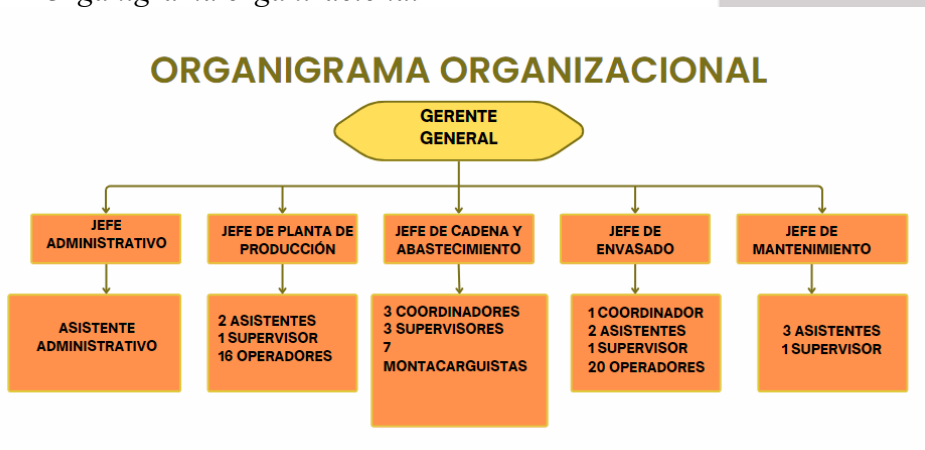 ORGANIGRAMA ORGANIZACIONAL
GERENTE
GENERAL
JEFE
ADMINISTRATIVO
JEFE DE PLANTA DE
PRODUCCIÓN
JEFE DE CADENA Y
ABASTECIMIENTO
JEFE DE
ENVASADO
JEFE DE
MANTENIMIENTO
ASISTENTE
ADMINISTRATIVO
2 ASISTENTES
1 SUPERVISOR
16 OPERADORES
3 COORDINADORES
3 SUPERVISORES
7
MONTACARGUISTAS
1 COORDINADOR
2 ASISTENTES
1 SUPERVISOR
20 OPERADORES
3 ASISTENTES
1 SUPERVISOR